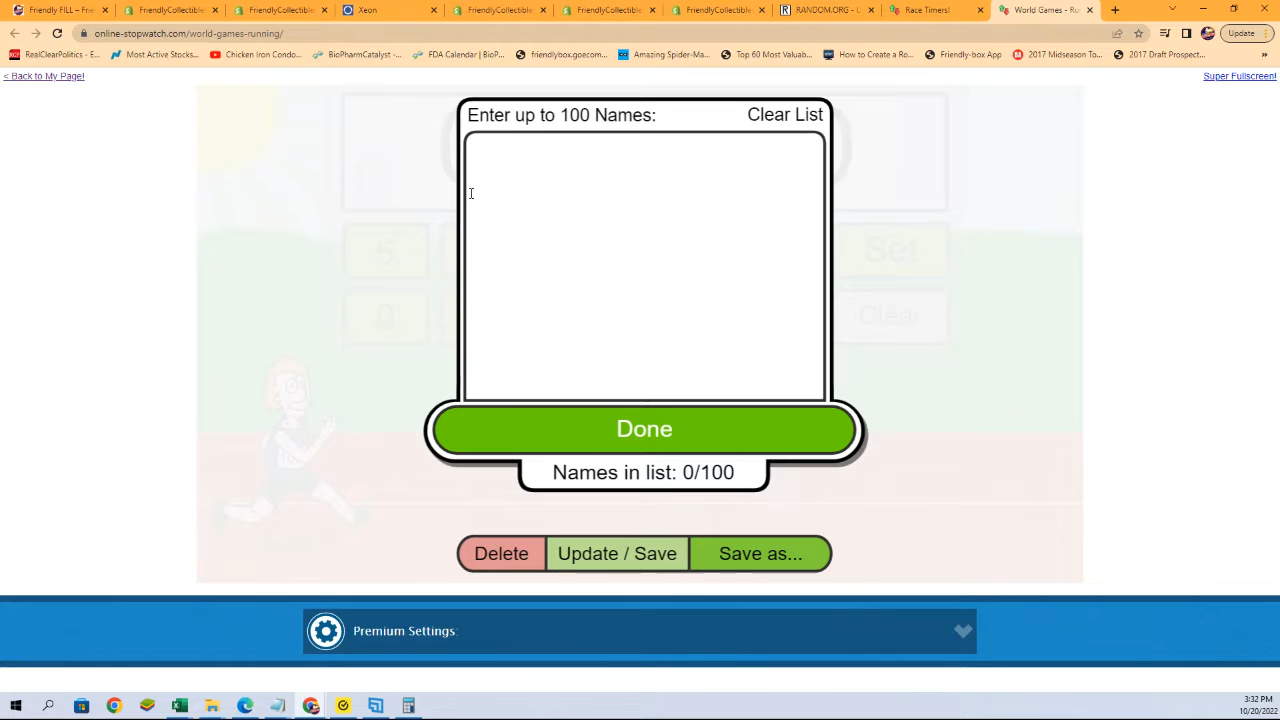 Friendly FILL – Frie
FriendlyCollectible
FriendlyCollectible
Xeon
FriendlyCollectible
FriendlyCollectible
FriendlyCollectible
RANDOM.ORG - L
Race Timers!
World Games - Ru
online-stopwatch.com/world-games-running/
Update
RealClearPolitics - E...
Most Active Stocks...
Chicken Iron Condo...
BioPharmCatalyst -...
FDA Calendar | BioP...
friendlybox.goecom...
Amazing Spider-Ma...
Top 60 Most Valuab...
How to Create a Ro...
Friendly-box App
2017 Midseason To...
2017 Draft Prospect...
< Back to My Page!
Super Fullscreen!
Enter up to 100 Names:
Clear List
Set
Clear
Done
Names in list: 0/100
Delete
Update / Save
Save as...
Premium Settings:
3:32 PM
10/20/2022